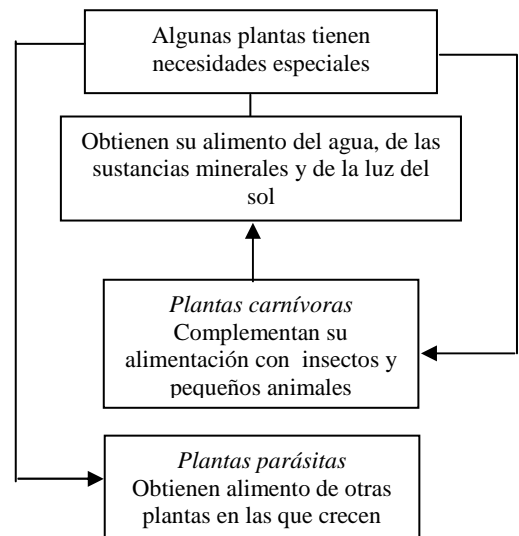 Algunas plantas tienen
necesidades especiales
Obtienen su alimento del agua, de las
sustancias minerales y de la luz del
sol
Plantas carnívoras
Complementan su
alimentación con insectos y
pequeños animales
Plantas parásitas
Obtienen alimento de otras
plantas en las que crecen